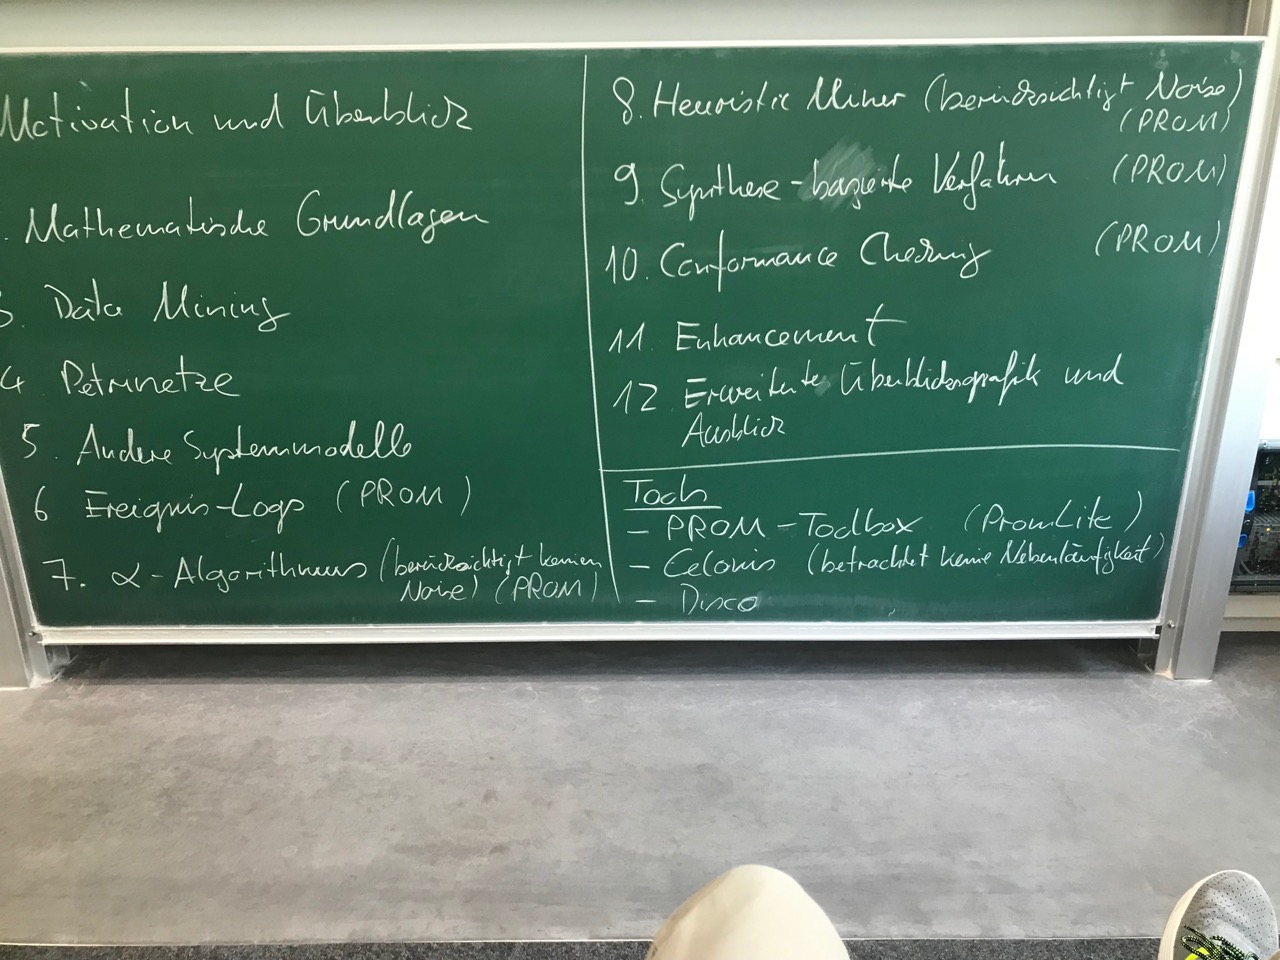 Motivation und Überblick
. Mathematische Grundlagen
3. Data Mining
4 Petrinetze
5. Andere Systemmodelle
6 Ereignis-Logs (PROM)
7. α-Algorithmus (berücksichtigt keinen
Noise) (PROM)
8. Heuristic Miner (berücksichtigt Noise)
(PROM)
9. Synthese-basierte Verfahren (PROM)
10. Conformance Checking (PROM)
11. Enhancement
12 Erweiterte Überblicksgrafik und
Ausblick
Tools
- PROM-Toolbox (PromLite)
- Celonis (betrachtet keine Nebenläufigkeit)
- Disco